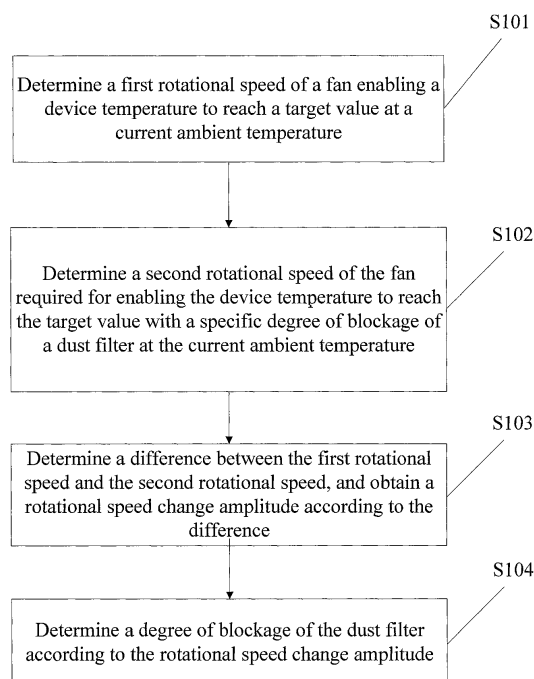 S101
Determine a first rotational speed of a fan enabling a
device temperature to reach a target value at a
current ambient temperature
S102
Determine a second rotational speed of the fan
required for enabling the device temperature to reach
the target value with a specific degree of blockage of
a dust filter at the current ambient temperature
S103
Determine a difference between the first rotational
speed and the second rotational speed, and obtain a
rotational speed change amplitude according to the
difference
S104
Determine a degree of blockage of the dust filter
according to the rotational speed change amplitude